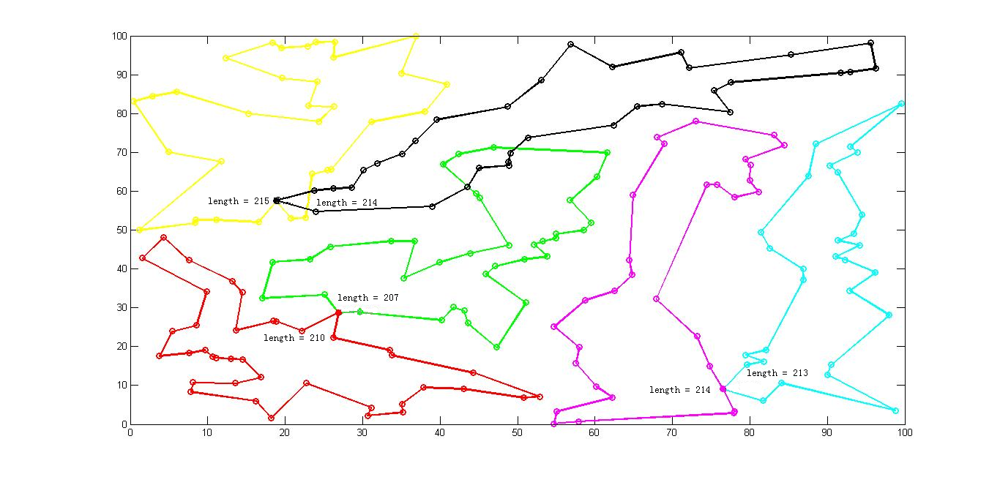 100
90
80
70
60
50
40
30
20
10
0
length = 215
length = 214
length = 207
length = 210
length = 213
length = 214
0 10 20 30 40 50 60 70 80 90 100